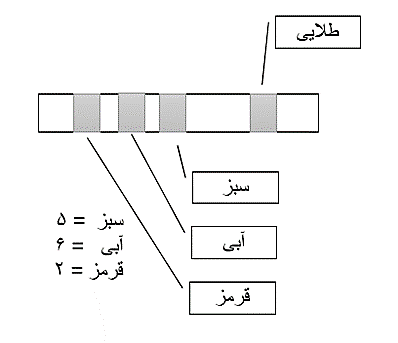 طلایی
سبز
آبی
قرمز
سبز = ۵
آبی = ۶
قرمز = ۲